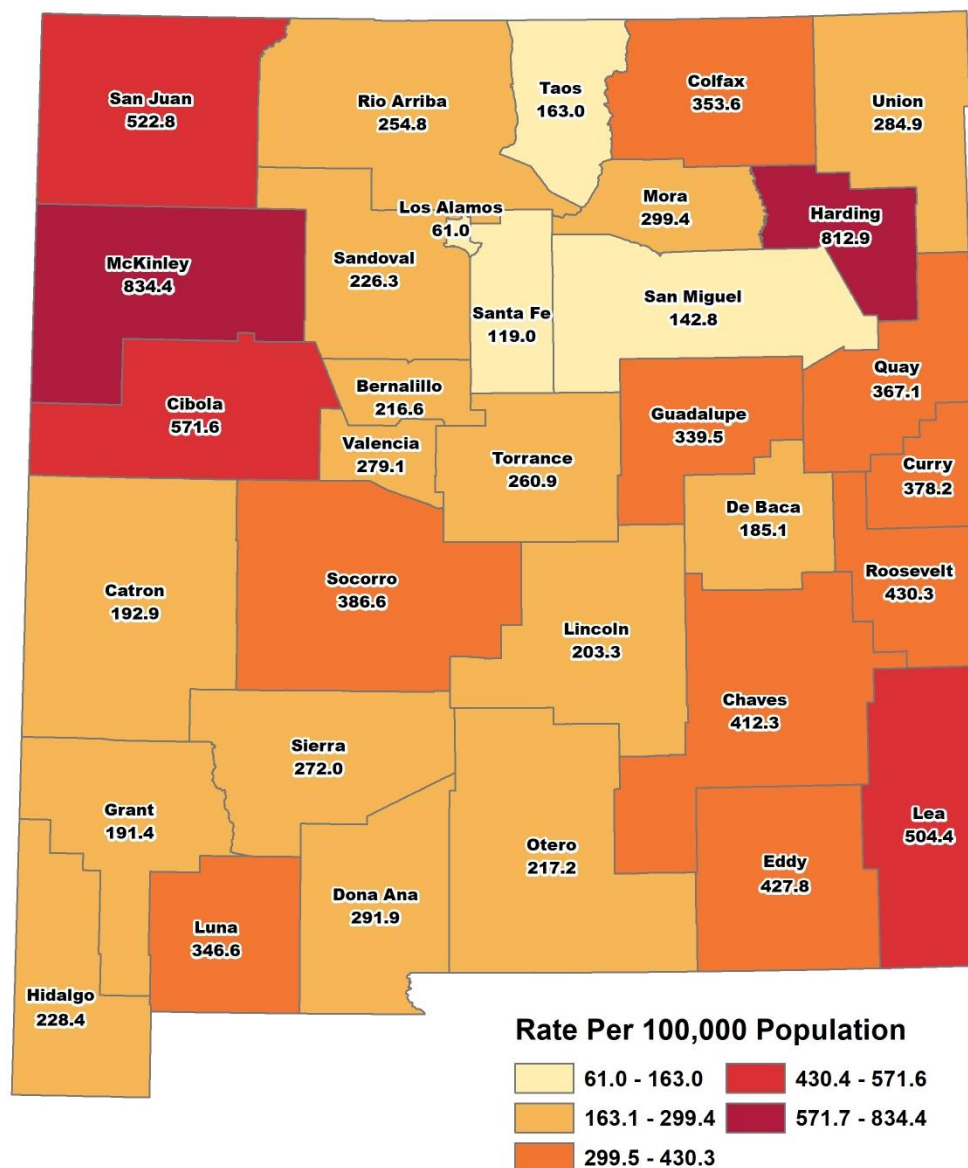 San Juan
522.8
Rio Arriba
254.8
Taos
163.0
Colfax
353.6
Union
284.9
Los Alamos
61.0
Mora
299.4
Harding
812.9
McKinley
834.4
Sandoval
226.3
Santa Fe
119.0
San Miguel
142.8
Cibola
571.6
Bernalillo
216.6
Valencia
279.1
Torrance
260.9
Guadalupe
339.5
Quay
367.1
Curry
378.2
De Baca
185.1
Roosevelt
430.3
Catron
192.9
Socorro
386.6
Lincoln
203.3
Chaves
412.3
Sierra
272.0
Grant
191.4
Otero
217.2
Eddy
427.8
Lea
504.4
Dona Ana
291.9
Luna
346.6
Hidalgo
228.4
Rate Per 100,000 Population
61.0 - 163.0
163.1 - 299.4
299.5 - 430.3
430.4 - 571.6
571.7 - 834.4